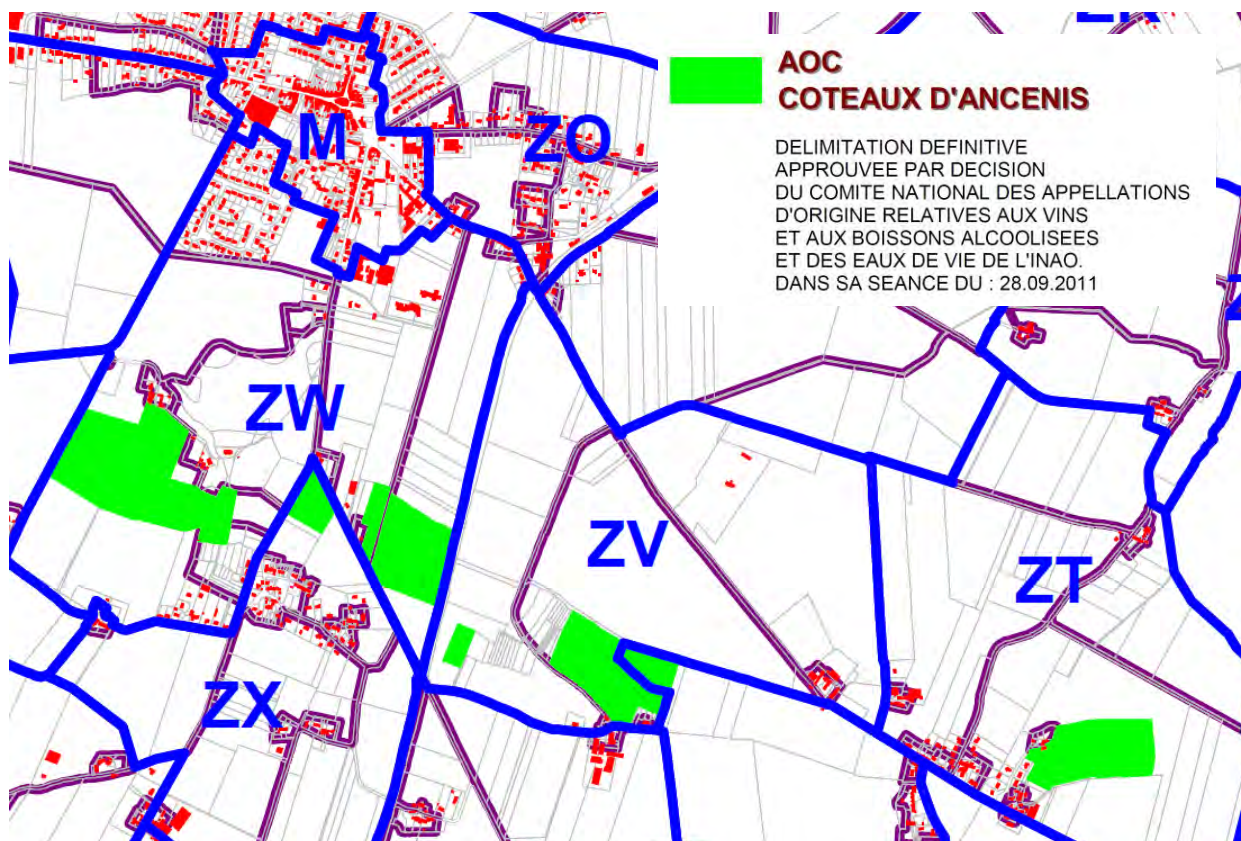 AOC
COTEAUX D'ANCENIS
DELIMITATION DEFINITIVE
APPROUVEE PAR DECISION
DU COMITE NATIONAL DES APPELLATIONS
D'ORIGINE RELATIVES AUX VINS
ET AUX BOISSONS ALCOOLISEES
ET DES EAUX DE VIE DE L'INAO.
DANS SA SEANCE DU : 28.09.2011
M
ZO
ZW
ZV
ZT
ZX